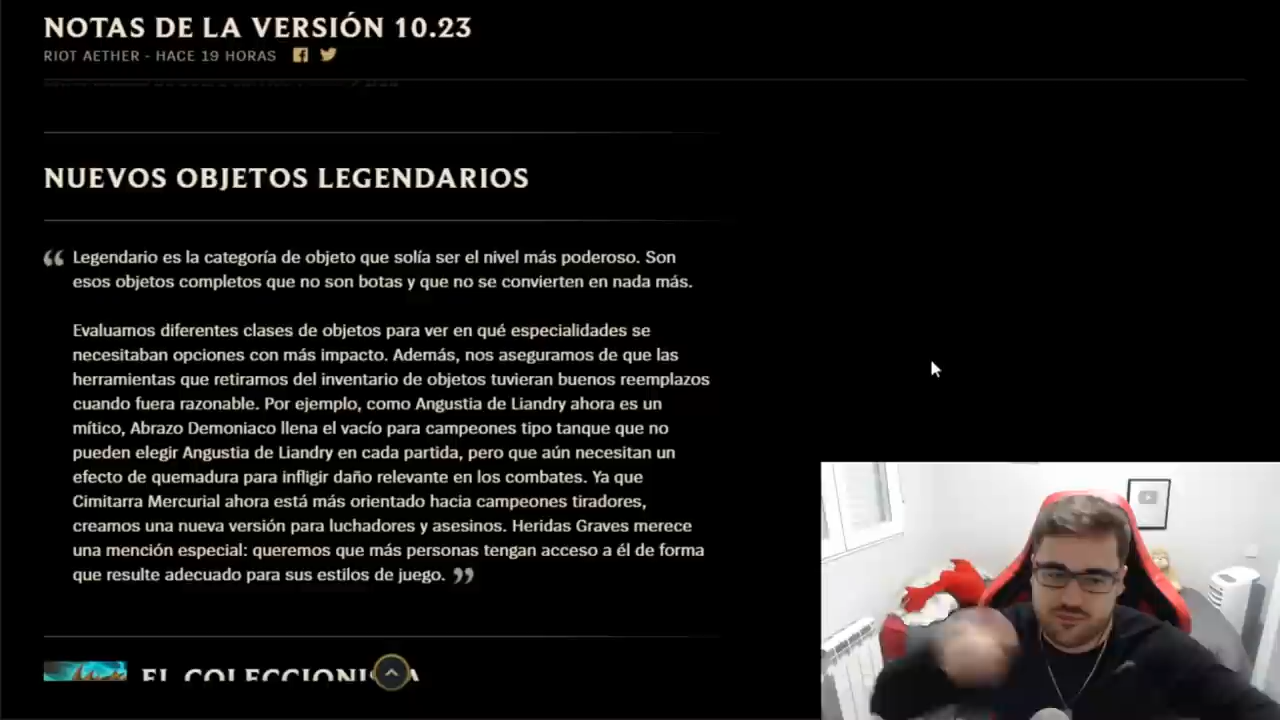 NOTAS DE LA VERSIÓN 10.23
RIOT AETHER - HACE 19 HORAS
NUEVOS OBJETOS LEGENDARIOS
“ Legendario es la categoría de objeto que solía ser el nivel más poderoso. Son
esos objetos completos que no son botas y que no se convierten en nada más.
Evaluamos diferentes clases de objetos para ver en qué especialidades se
necesitaban opciones con más impacto. Además, nos aseguramos de que las
herramientas que retiramos del inventario de objetos tuvieran buenos reemplazos
cuando fuera razonable. Por ejemplo, como Angustia de Liandry ahora es un
mítico, Abrazo Demoniaco llena el vacío para campeones tipo tanque que no
pueden elegir Angustia de Liandry en cada partida, pero que aún necesitan un
efecto de quemadura para infligir daño relevante en los combates. Ya que
Cimitarra Mercurial ahora está más orientado hacia campeones tiradores,
creamos una nueva versión para luchadores y asesinos. Heridas Graves merece
una mención especial: queremos que más personas tengan acceso a él de forma
que resulte adecuado para sus estilos de juego. ”
EL COLECCIONISTA